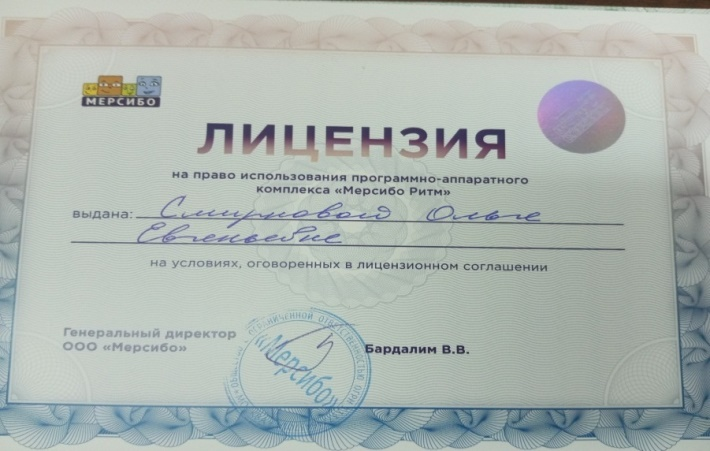 МЕРСИБО
ЛИЦЕНЗИЯ
на право использования программно-аппаратного
комплекса «Мерсибо Ритм»
выдана: Смирновой Ольге
Евгеньевне
на условиях, оговоренных в лицензионном соглашении
Генеральный директор
ООО «Мерсибо»
Бардалим В.В.
ОГРАНИЧЕННОЙ ОТВЕТСТВЕННОСТЬЮ
«Мерсибо»